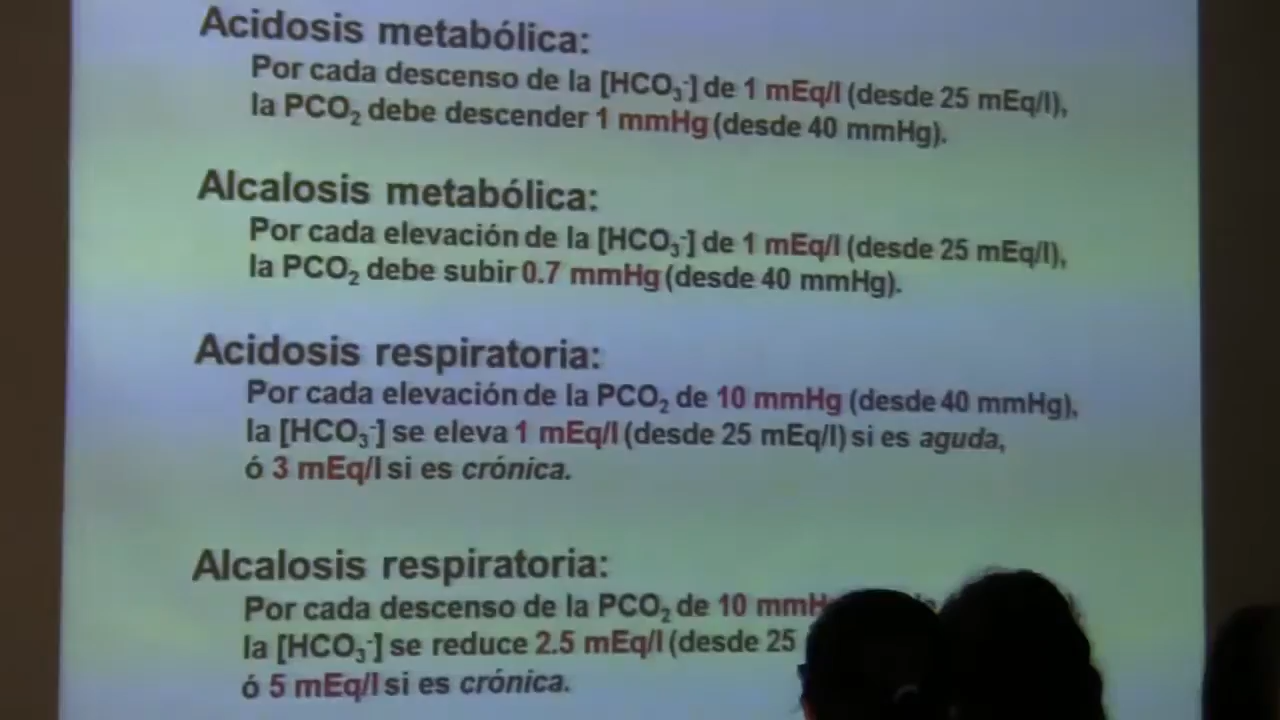 Acidosis metabólica:
Por cada descenso de la [HCO₃⁻] de 1 mEq/l (desde 25 mEq/l),
la PCO₂ debe descender 1 mmHg (desde 40 mmHg).
Alcalosis metabólica:
Por cada elevación de la [HCO₃⁻] de 1 mEq/l (desde 25 mEq/l),
la PCO₂ debe subir 0.7 mmHg (desde 40 mmHg).
Acidosis respiratoria:
Por cada elevación de la PCO₂ de 10 mmHg (desde 40 mmHg),
la [HCO₃⁻] se eleva 1 mEq/l (desde 25 mEq/l) si es aguda,
ó 3 mEq/l si es crónica.
Alcalosis respiratoria:
Por cada descenso de la PCO₂ de 10
la [HCO₃⁻] se reduce 2.5 mEq/l (desde 25
ó 5 mEq/l si es crónica.